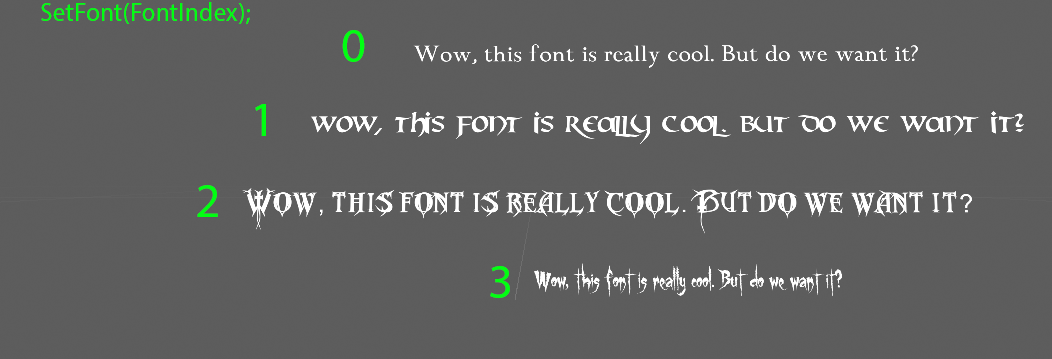 SetFont(FontIndex);
0 Wow, this font is really cool. But do we want it?
1 wow, this font is really cool. but do we want it?
2 Wow, this font is really cool. But do we want it?
3 Wow, this font is really cool. But do we want it?